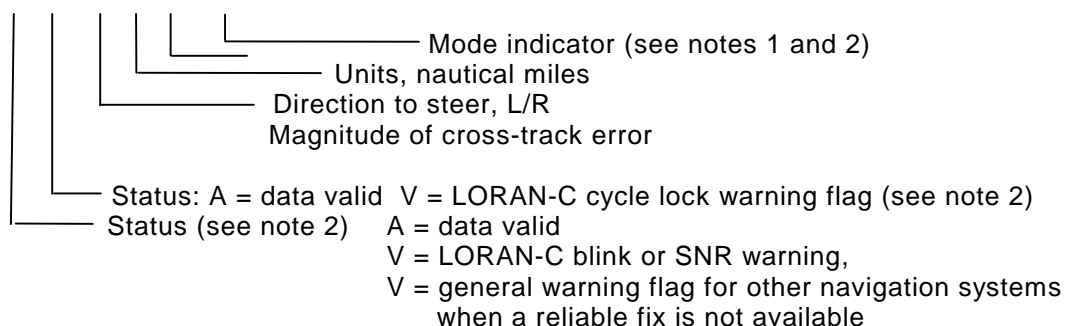 Mode indicator (see notes 1 and 2)
Units, nautical miles
Direction to steer, L/R
Magnitude of cross-track error
Status: A = data valid V = LORAN-C cycle lock warning flag (see note 2)
Status (see note 2) A = data valid
V = LORAN-C blink or SNR warning,
V = general warning flag for other navigation systems
when a reliable fix is not available